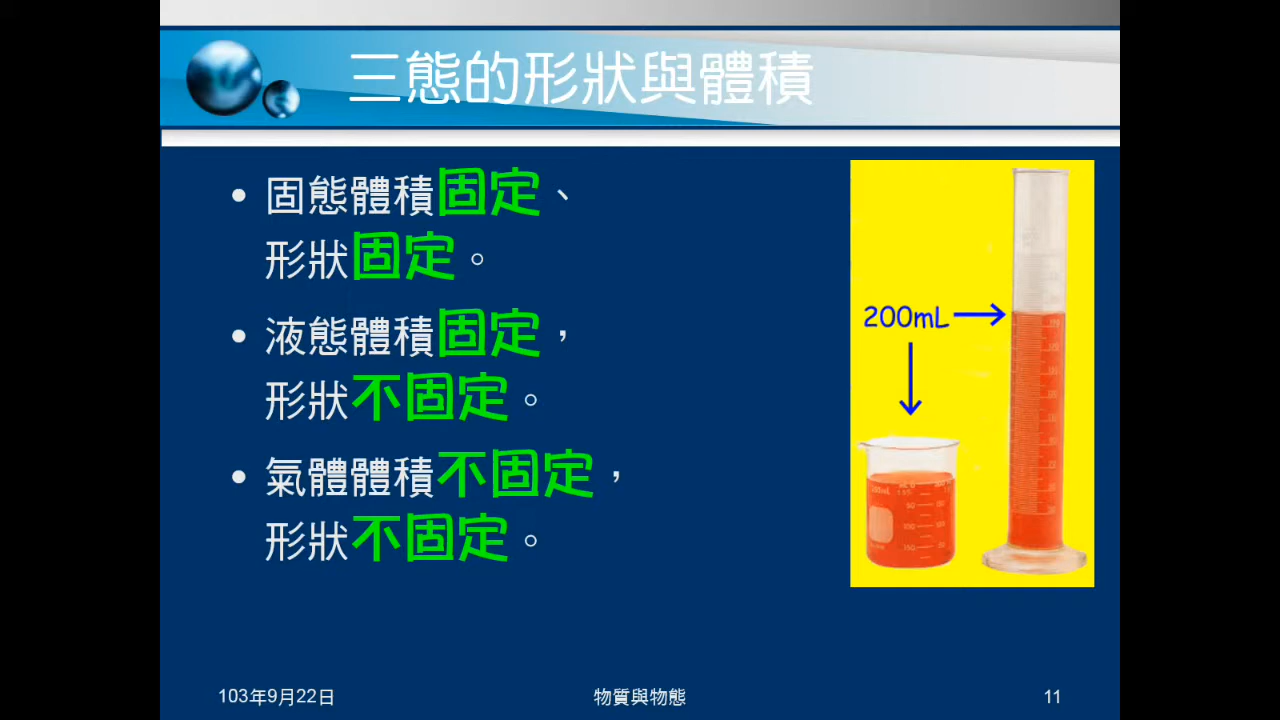 三態的形狀與體積
• 固態體積固定、
形狀固定。
• 液態體積固定，
形狀不固定。
• 氣體體積不固定，
形狀不固定。
200mL
103年9月22日
物質與物態
11